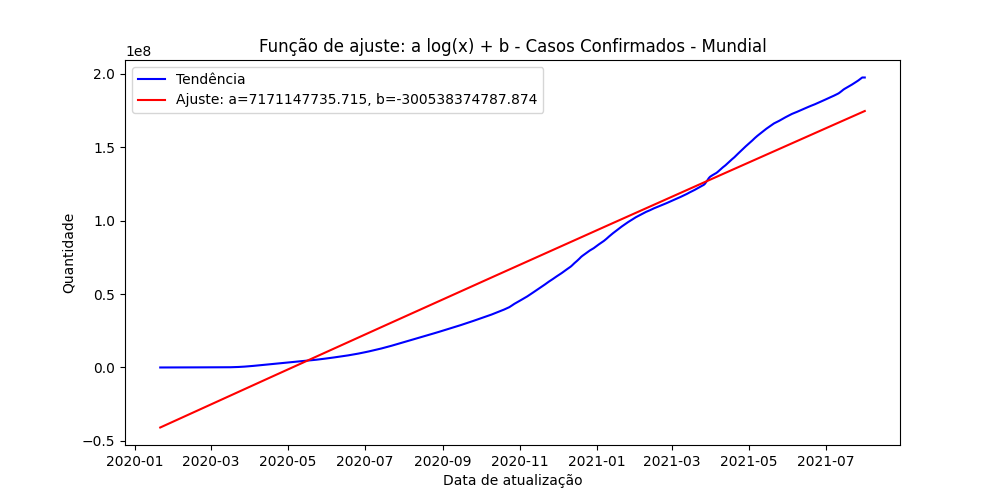 Função de ajuste: a log(x) + b - Casos Confirmados - Mundial
1e8
Tendência
Ajuste: a=7171147735.715, b=-300538374787.874
2.0
1.5
1.0
0.5
0.0
−0.5
Quantidade
2020-01 2020-03 2020-05 2020-07 2020-09 2020-11 2021-01 2021-03 2021-05 2021-07
Data de atualização